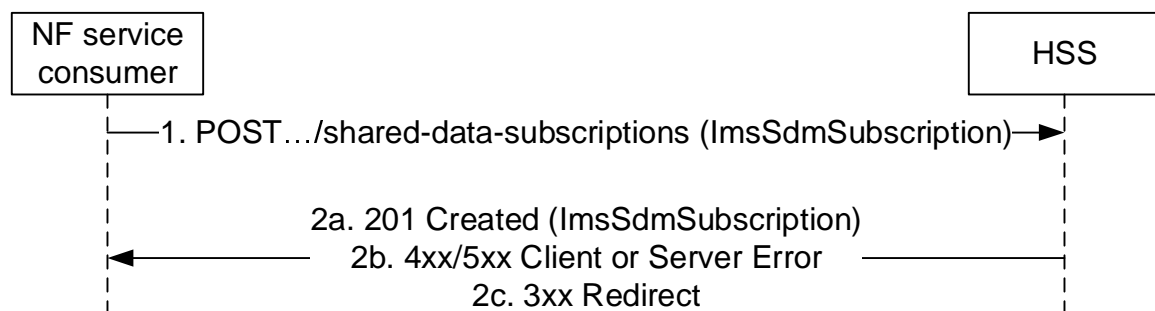 NF service
consumer
HSS
1. POST…/shared-data-subscriptions (ImsSdmSubscription)
2a. 201 Created (ImsSdmSubscription)
2b. 4xx/5xx Client or Server Error
2c. 3xx Redirect